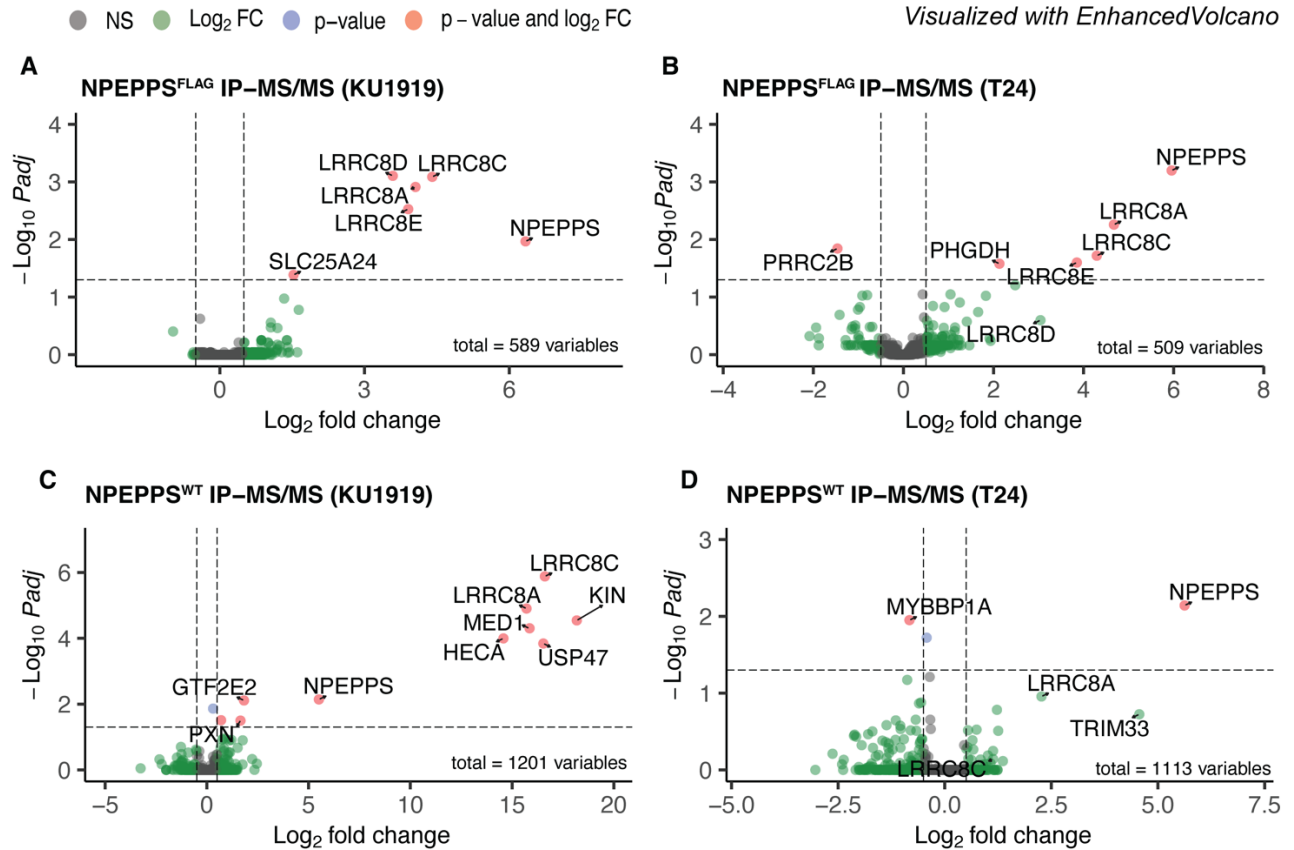 NS Log2 FC p-value p – value and log2 FC Visualized with EnhancedVolcano
A
NPEPPSFLAG IP-MS/MS (KU1919)
4
3
2
1
0
– Log10 Padj
LRRC8D LRRC8C
LRRC8A
LRRC8E
NPEPPS
SLC25A24
total = 589 variables
0 3 6
Log2 fold change
B
NPEPPSFLAG IP-MS/MS (T24)
4
3
2
1
0
– Log10 Padj
NPEPPS
LRRC8A
LRRC8C
PHGDH
PRRC2B
LRRC8E
LRRC8D
total = 509 variables
−4 −2 0 2 4 6 8
Log2 fold change
C
NPEPPSWT IP-MS/MS (KU1919)
6
4
2
0
– Log10 Padj
LRRC8C
LRRC8A KIN
MED1
HECA USP47
GTF2E2 NPEPPS
PXN
total = 1201 variables
−5 0 5 10 15 20
Log2 fold change
D
NPEPPSWT IP-MS/MS (T24)
3
2
1
0
– Log10 Padj
NPEPPS
MYBBP1A
LRRC8A
TRIM33
LRRC8C
total = 1113 variables
−5.0 −2.5 0.0 2.5 5.0 7.5
Log2 fold change